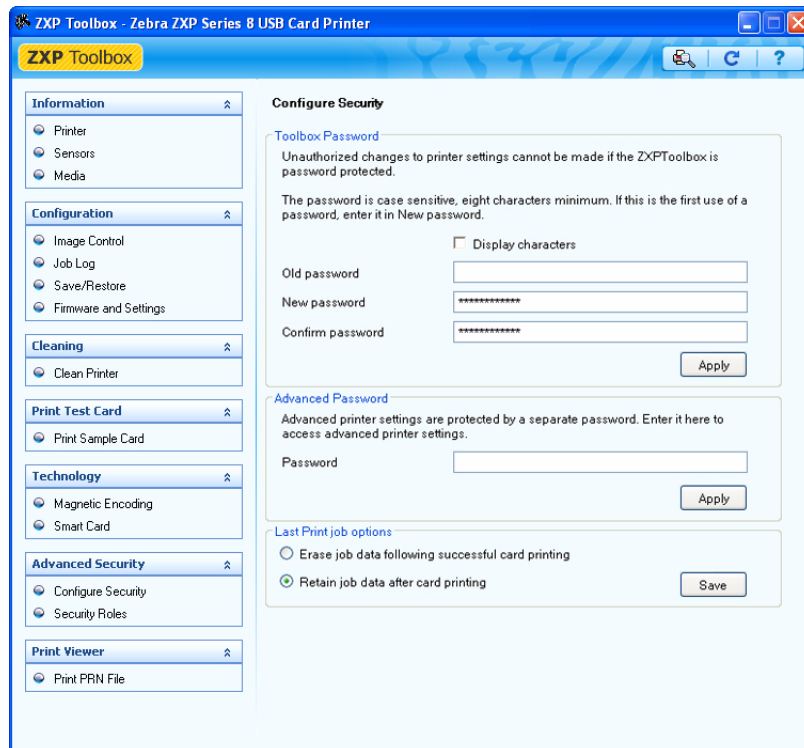 ZXP Toolbox - Zebra ZXP Series 8 USB Card Printer
ZXP Toolbox
?
Information
Printer
Sensors
Media
Configuration
Image Control
Job Log
Save/Restore
Firmware and Settings
Cleaning
Clean Printer
Print Test Card
Print Sample Card
Technology
Magnetic Encoding
Smart Card
Advanced Security
Configure Security
Security Roles
Print Viewer
Print PRN File
Configure Security
Toolbox Password
Unauthorized changes to printer settings cannot be made if the ZXPToolbox is
password protected.
The password is case sensitive, eight characters minimum. If this is the first use of a
password, enter it in New password.
Display characters
Old password
New password ************
Confirm password ************
Apply
Advanced Password
Advanced printer settings are protected by a separate password. Enter it here to
access advanced printer settings.
Password
Apply
Last Print job options
Erase job data following successful card printing
Retain job data after card printing
Save